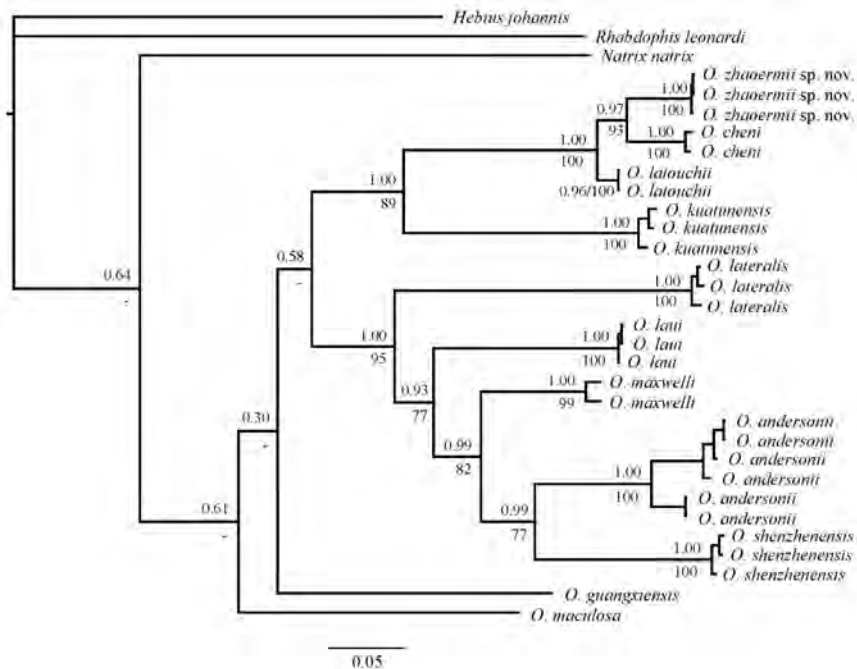 Hebius johannis
Rhabdophis leonardi
Natrix natrix
O. zhaoermii sp. nov.
1.00
O. zhaoermii sp. nov.
0.97
100
O. zhaoermii sp. nov.
93
1.00
O. cheni
1.00
100
O. cheni
100
O. latouchii
0.96/100
O. latouchii
1.00
89
O. kuatunensis
1.00
O. kuatunensis
100
O. kuatunensis
0.58
-
O. lateralis
0.64
-
1.00
O. lateralis
100
O. lateralis
O. laui
1.00
1.00
O. laui
95
100
O. laui
0.93
77
1.00
O. maxwelli
99
O. maxwelli
0.30
-
O. andersonii
O. andersonii
0.99
82
O. andersonii
1.00
O. andersonii
100
O. andersonii
0.61
-
0.99
77
O. andersonii
O. shenzhenensis
1.00
O. shenzhenensis
100
O. shenzhenensis
O. guangxiensis
O. maculosa
0.05